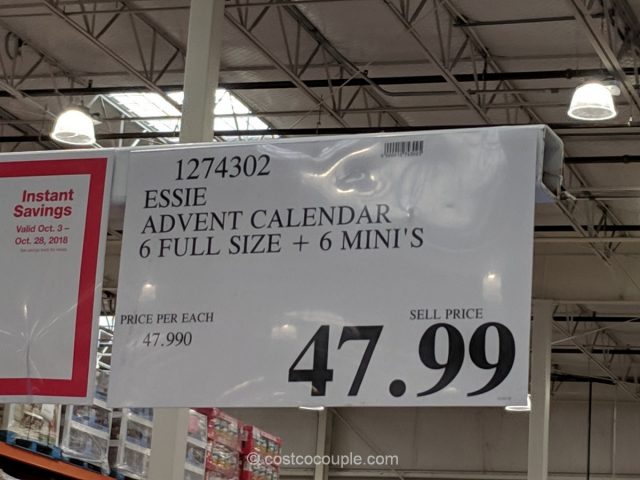 Instant
Savings
Valid Oct. 3 –
Oct. 28, 2018
1274302
ESSIE
ADVENT CALENDAR
6 FULL SIZE + 6 MINI'S
PRICE PER EACH
47.990
SELL PRICE
47.99
© costcocouple.com